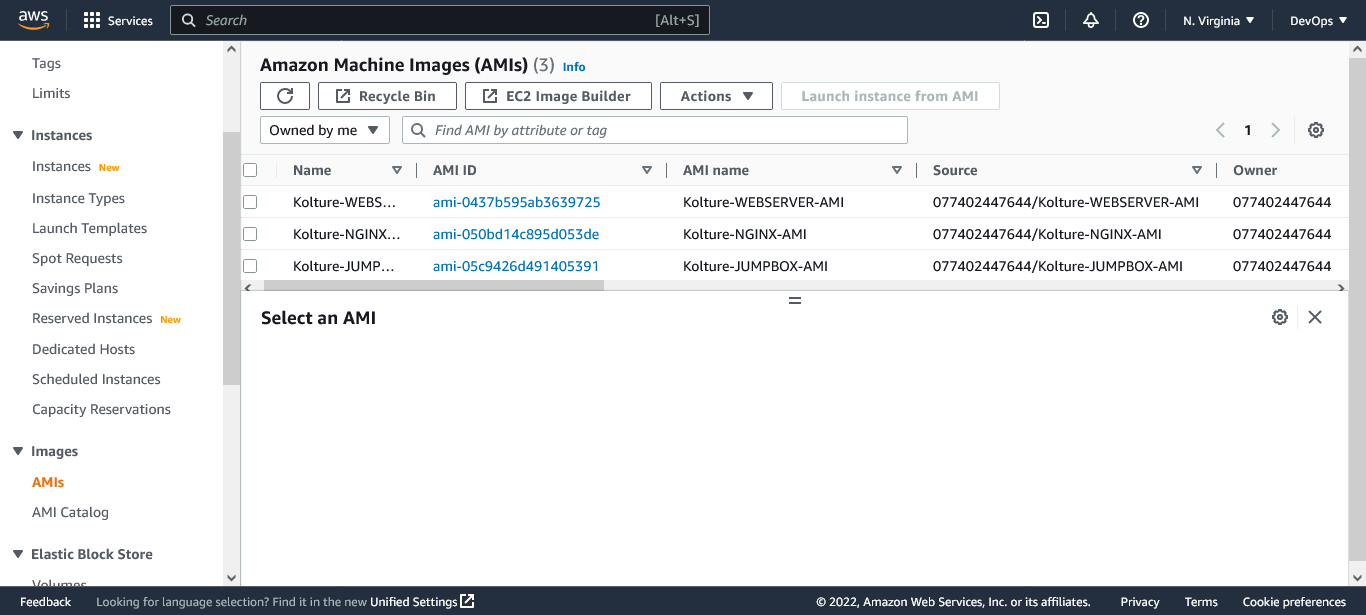 aws
Services
Search
[Alt+S]
N. Virginia
DevOps
Tags
Limits
Instances
Instances New
Instance Types
Launch Templates
Spot Requests
Savings Plans
Reserved Instances New
Dedicated Hosts
Scheduled Instances
Capacity Reservations
Images
AMIs
AMI Catalog
Elastic Block Store
Volumes
Amazon Machine Images (AMIs) (3) Info
Recycle Bin
EC2 Image Builder
Actions
Launch instance from AMI
Owned by me
Find AMI by attribute or tag
1
Name AMI ID AMI name Source Owner
Kolture-WEBS... ami-0437b595ab3639725 Kolture-WEBSERVER-AMI 077402447644/Kolture-WEBSERVER-AMI 077402447644
Kolture-NGINX... ami-050bd14c895d053de Kolture-NGINX-AMI 077402447644/Kolture-NGINX-AMI 077402447644
Kolture-JUMP... ami-05c9426d491405391 Kolture-JUMPBOX-AMI 077402447644/Kolture-JUMPBOX-AMI 077402447644
Select an AMI
Feedback
Looking for language selection? Find it in the new Unified Settings
© 2022, Amazon Web Services, Inc. or its affiliates.
Privacy
Terms
Cookie preferences